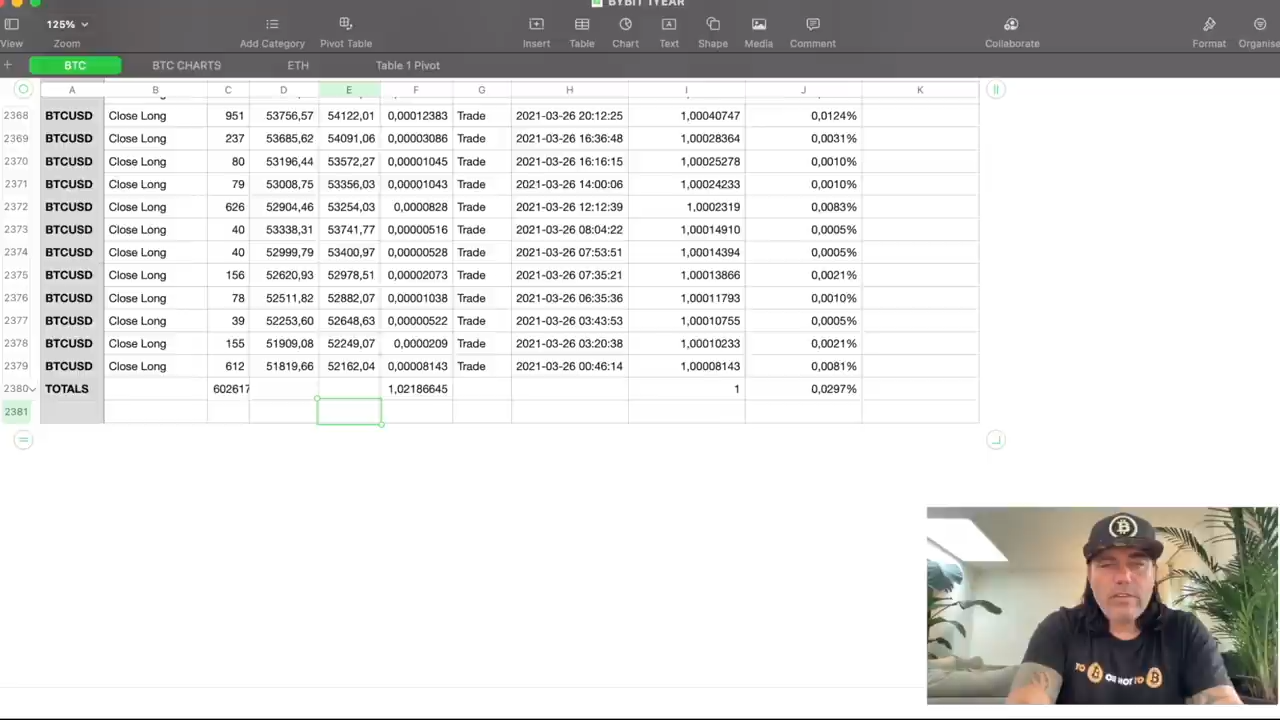 BYBIT 1YEAR
125%
View Zoom Add Category Pivot Table Insert Table Chart Text Shape Media Comment Collaborate Format Organise
BTC BTC CHARTS ETH Table 1 Pivot
A B C D E F G H I J K
2368 BTCUSD Close Long 951 53756,57 54122,01 0,00012383 Trade 2021-03-26 20:12:25 1,00040747 0,0124%
2369 BTCUSD Close Long 237 53685,62 54091,06 0,00003086 Trade 2021-03-26 16:36:48 1,00028364 0,0031%
2370 BTCUSD Close Long 80 53196,44 53572,27 0,00001045 Trade 2021-03-26 16:16:15 1,00025278 0,0010%
2371 BTCUSD Close Long 79 53008,75 53356,03 0,00001043 Trade 2021-03-26 14:00:06 1,00024233 0,0010%
2372 BTCUSD Close Long 626 52904,46 53254,03 0,0000828 Trade 2021-03-26 12:12:39 1,0002319 0,0083%
2373 BTCUSD Close Long 40 53338,31 53741,77 0,00000516 Trade 2021-03-26 08:04:22 1,00014910 0,0005%
2374 BTCUSD Close Long 40 52999,79 53400,97 0,00000528 Trade 2021-03-26 07:53:51 1,00014394 0,0005%
2375 BTCUSD Close Long 156 52620,93 52978,51 0,00002073 Trade 2021-03-26 07:35:21 1,00013866 0,0021%
2376 BTCUSD Close Long 78 52511,82 52882,07 0,00001038 Trade 2021-03-26 06:35:36 1,00011793 0,0010%
2377 BTCUSD Close Long 39 52253,60 52648,63 0,00000522 Trade 2021-03-26 03:43:53 1,00010755 0,0005%
2378 BTCUSD Close Long 155 51909,08 52249,07 0,0000209 Trade 2021-03-26 03:20:38 1,00010233 0,0021%
2379 BTCUSD Close Long 612 51819,66 52162,04 0,00008143 Trade 2021-03-26 00:46:14 1,00008143 0,0081%
2380 TOTALS 602617 1,02186645 1 0,0297%
2381
TO OR NOT TO